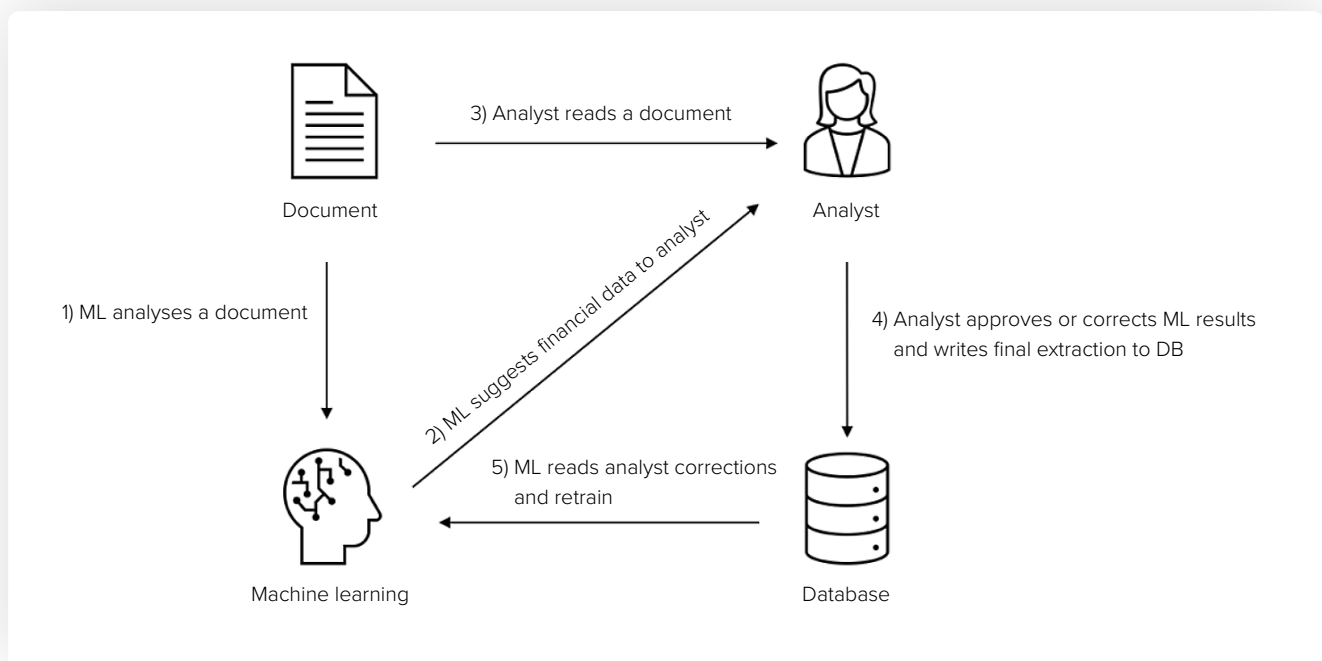 3) Analyst reads a document
Document
Analyst
1) ML analyses a document
2) ML suggests financial data to analyst
4) Analyst approves or corrects ML results
and writes final extraction to DB
5) ML reads analyst corrections
and retrain
Machine learning
Database